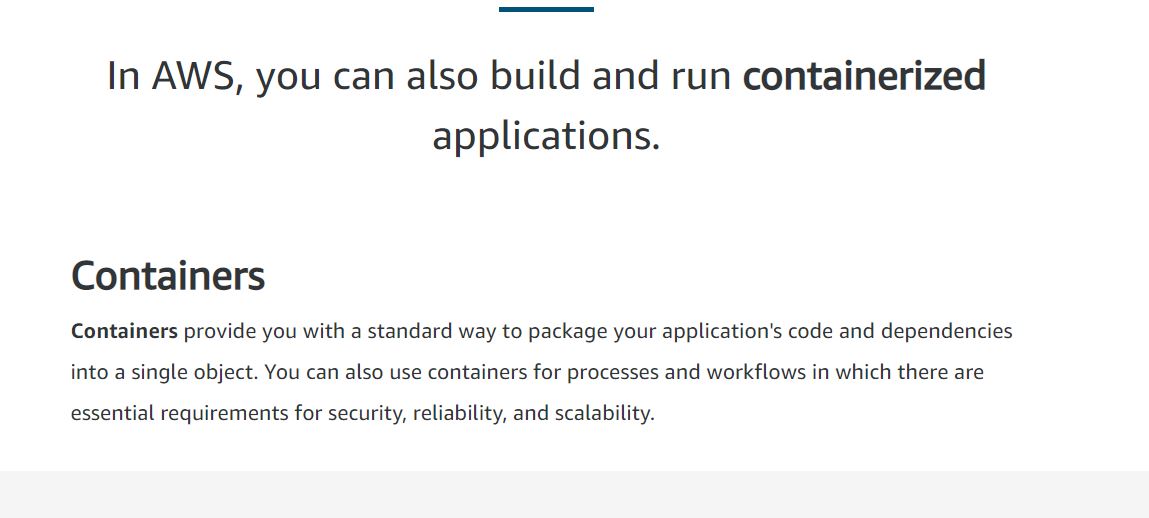 In AWS, you can also build and run containerized
applications.
Containers
Containers provide you with a standard way to package your application's code and dependencies
into a single object. You can also use containers for processes and workflows in which there are
essential requirements for security, reliability, and scalability.